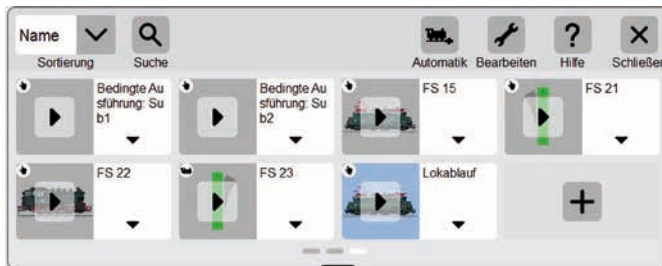 Name
Sortierung
Suche
Automatik
Bearbeiten
Hilfe
Schließen
Bedingte Au
sführung: Su
b1
Bedingte Au
sführung: Su
b2
FS 15
FS 21
FS 22
FS 23
Lokablauf